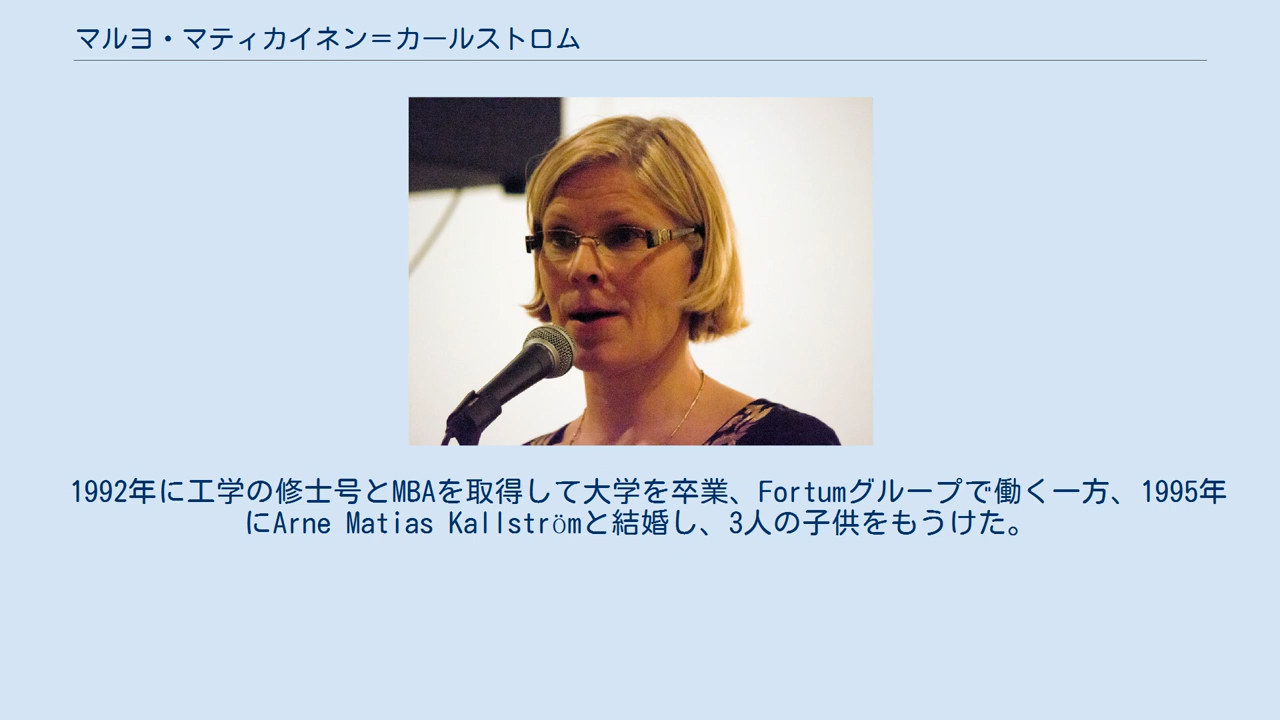 マルヨ・マティカイネン＝カールストロム
1992年に工学の修士号とMBAを取得して大学を卒業、Fortumグループで働く一方、1995年
にArne Matias Kallströmと結婚し、3人の子供をもうけた。